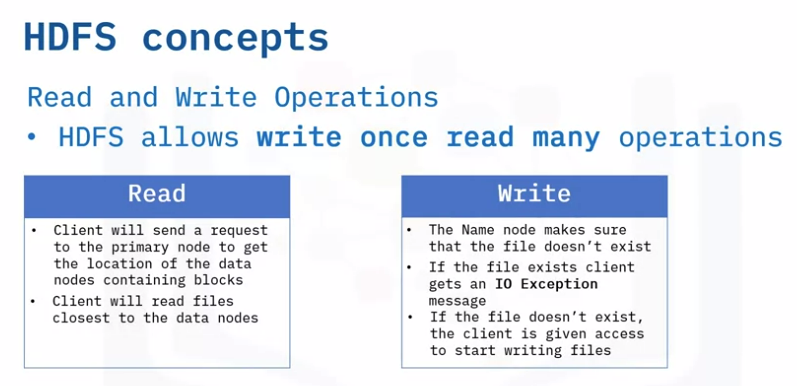 HDFS concepts
Read and Write Operations
• HDFS allows write once read many operations
Read
• Client will send a request
to the primary node to get
the location of the data
nodes containing blocks
• Client will read files
closest to the data nodes
Write
• The Name node makes sure
that the file doesn't exist
• If the file exists client
gets an IO Exception
message
• If the file doesn't exist,
the client is given access
to start writing files